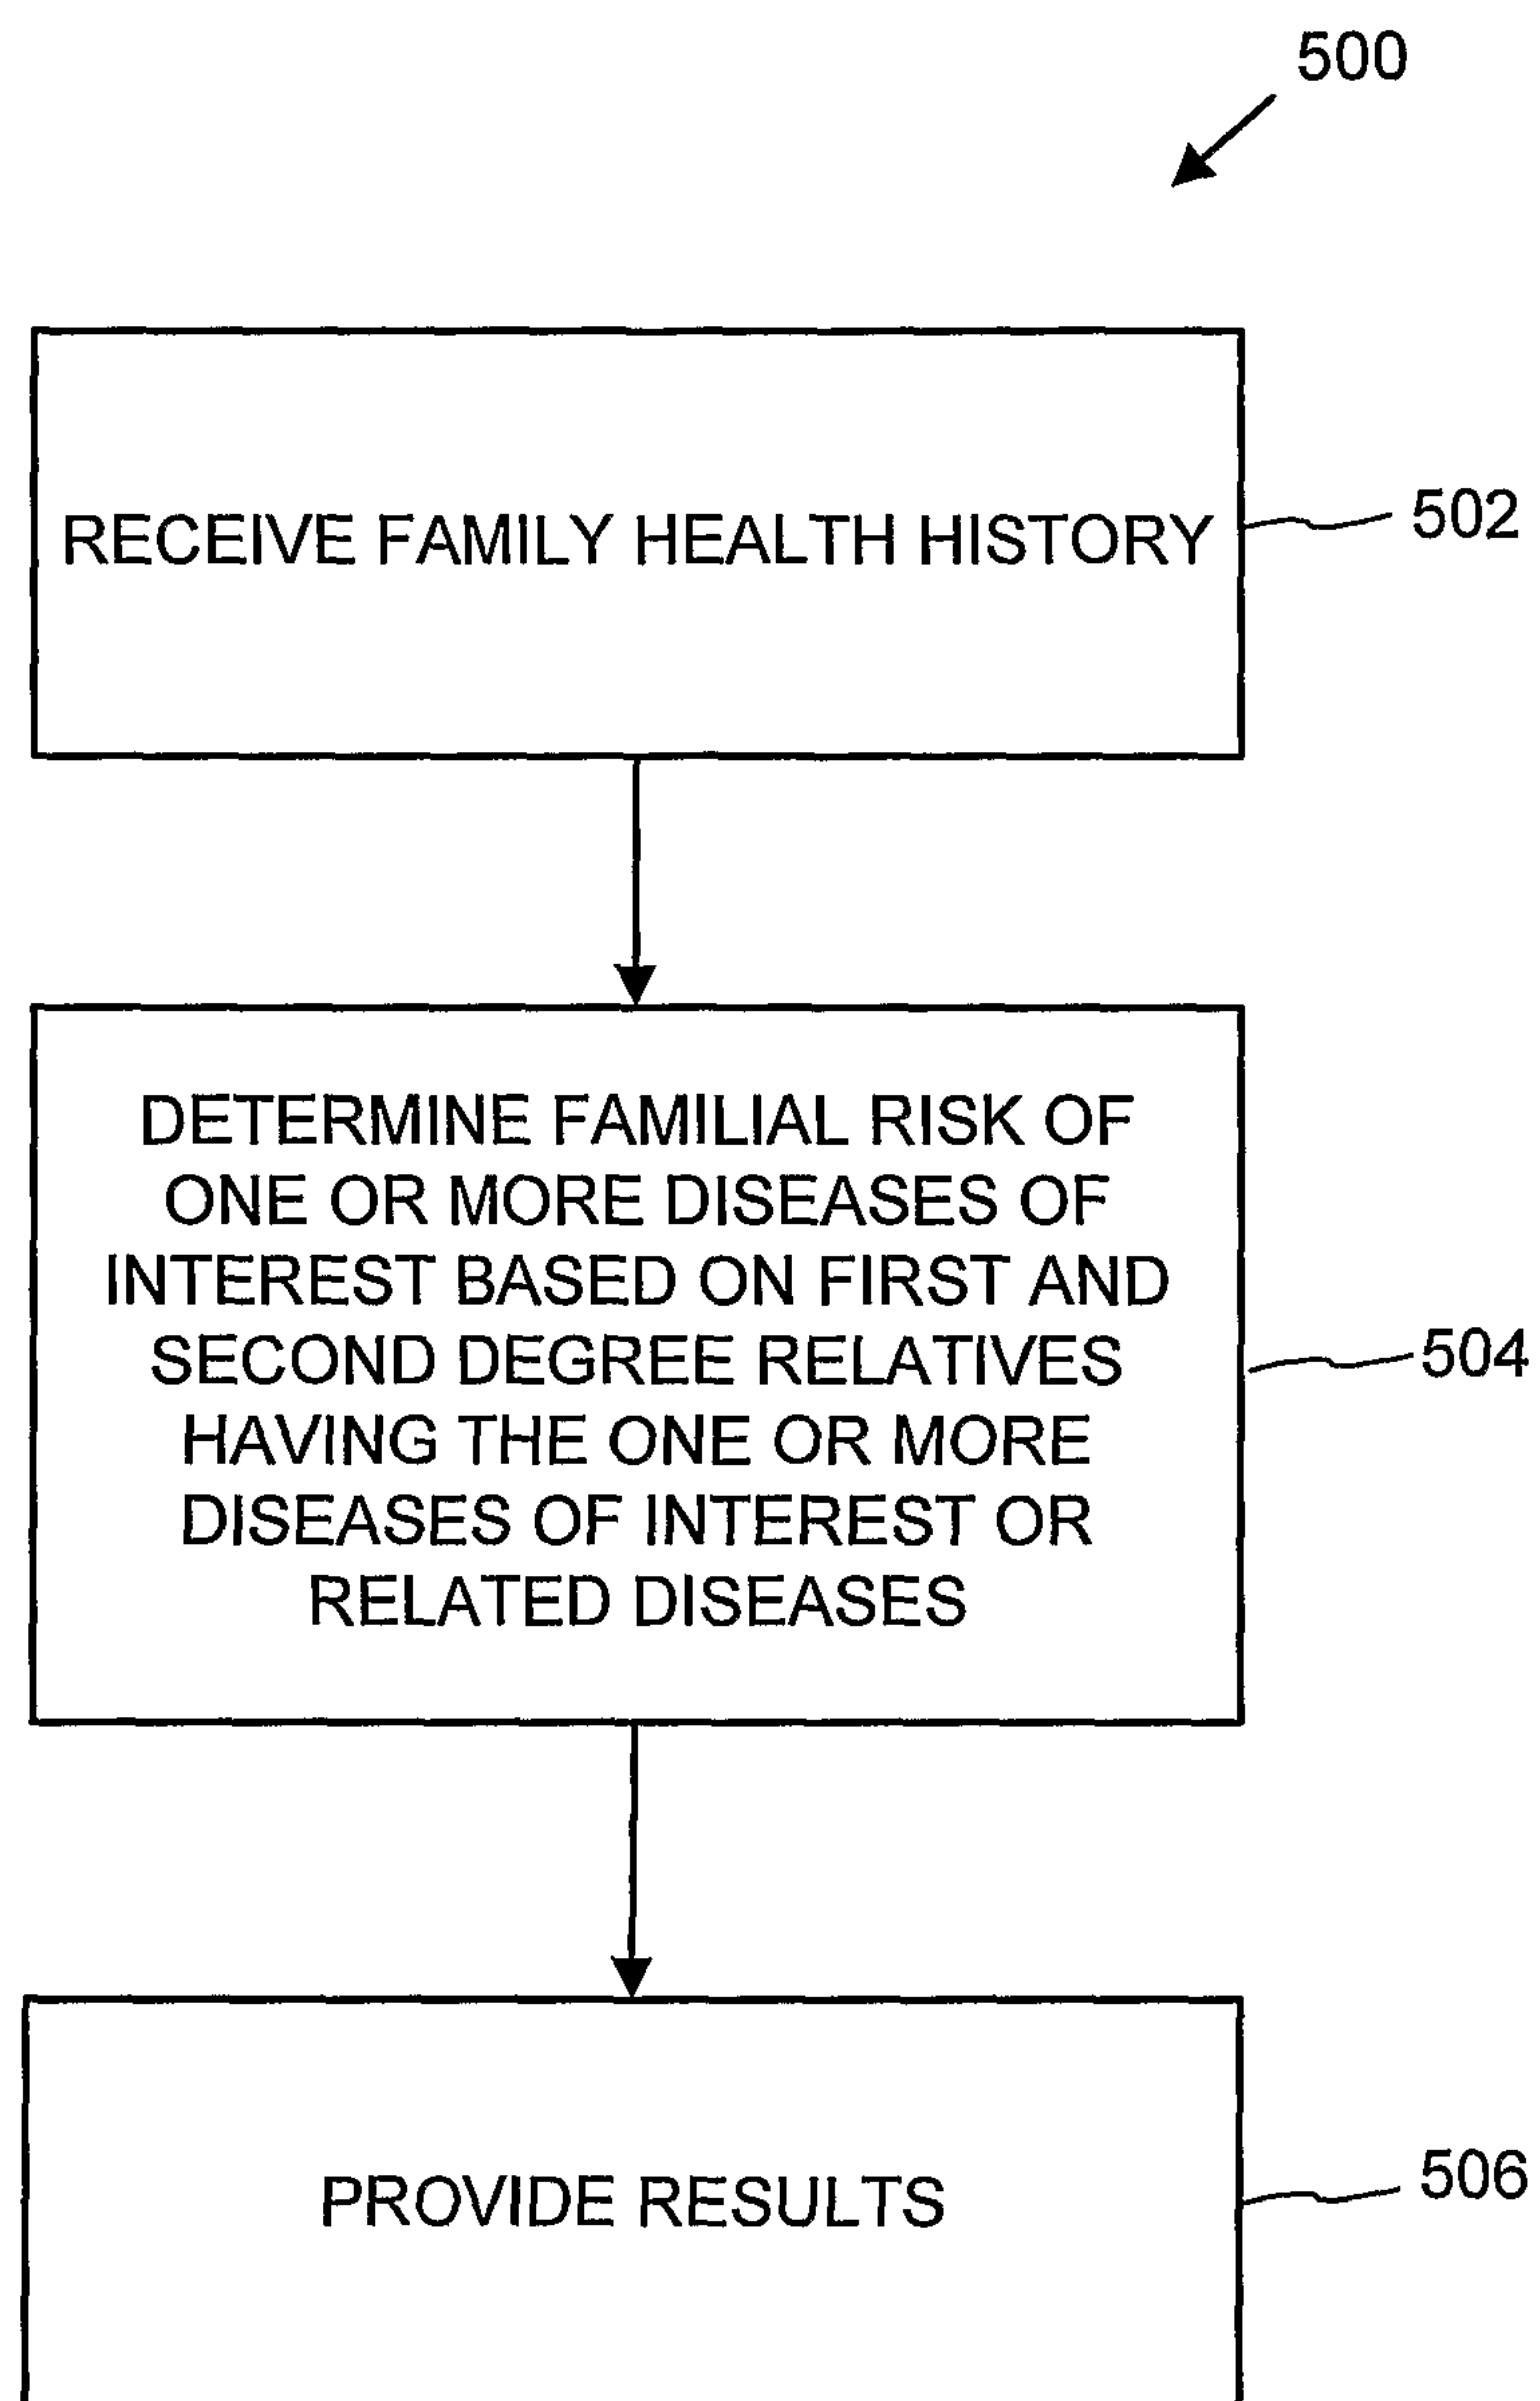 500
RECEIVE FAMILY HEALTH HISTORY
502
DETERMINE FAMILIAL RISK OF
ONE OR MORE DISEASES OF
INTEREST BASED ON FIRST AND
SECOND DEGREE RELATIVES
HAVING THE ONE OR MORE
DISEASES OF INTEREST OR
RELATED DISEASES
504
PROVIDE RESULTS
506